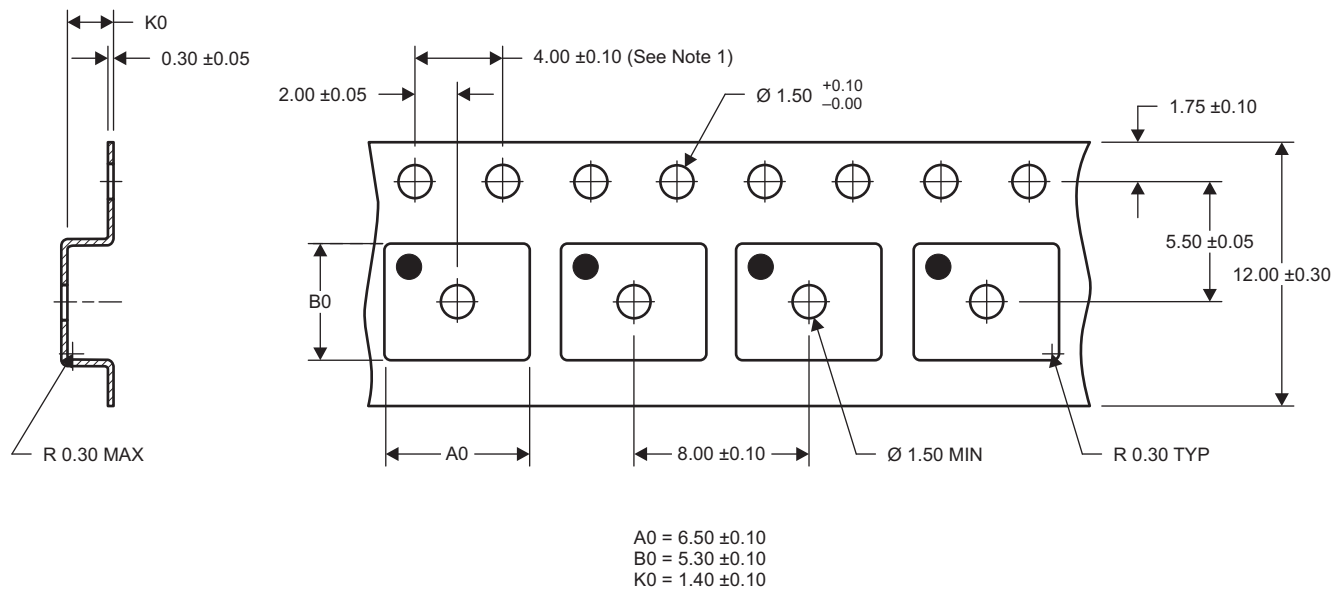 K0
0.30 ±0.05
4.00 ±0.10 (See Note 1)
2.00 ±0.05
Ø 1.50 +0.10 –0.00
1.75 ±0.10
5.50 ±0.05
12.00 ±0.30
B0
R 0.30 MAX
A0
8.00 ±0.10
Ø 1.50 MIN
R 0.30 TYP
A0 = 6.50 ±0.10
B0 = 5.30 ±0.10
K0 = 1.40 ±0.10